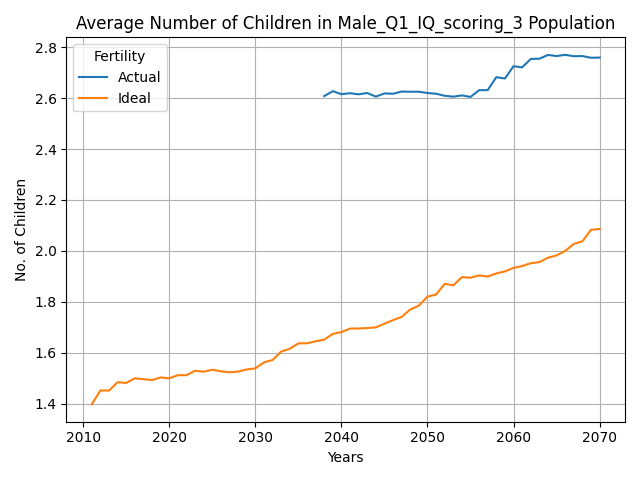 Average Number of Children in Male_Q1_IQ_scoring_3 Population
Fertility
Actual
Ideal
No. of Children
2.8
2.6
2.4
2.2
2.0
1.8
1.6
1.4
2010 2020 2030 2040 2050 2060 2070
Years